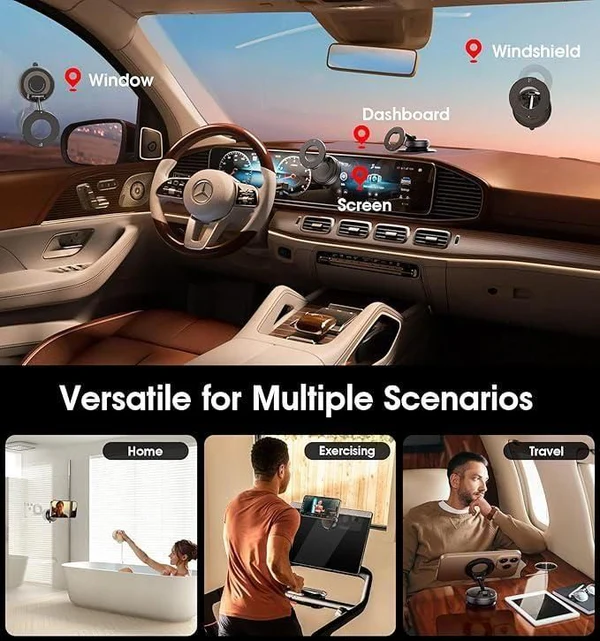 Windshield
Window
Dashboard
Screen
Versatile for Multiple Scenarios
Home
Exercising
Travel